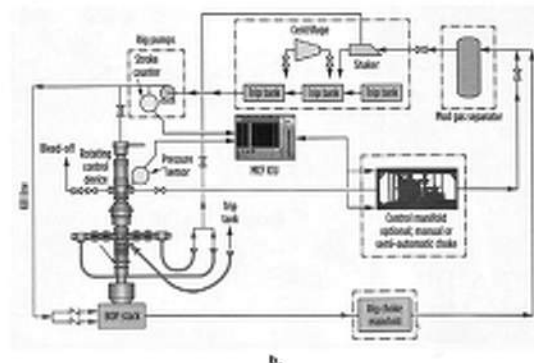 Rig pumps
Stroke
counter
Centrifuge
Shaker
Trip tank
Trip tank
Trip tank
Mud gas separator
Bleed-off
Rotating
control
device
Pressure
sensor
trip
tank
Control manifold
optional; manual or
semi-automatic choke
Kill line
BOP stack
Rig choke
manifold
b.